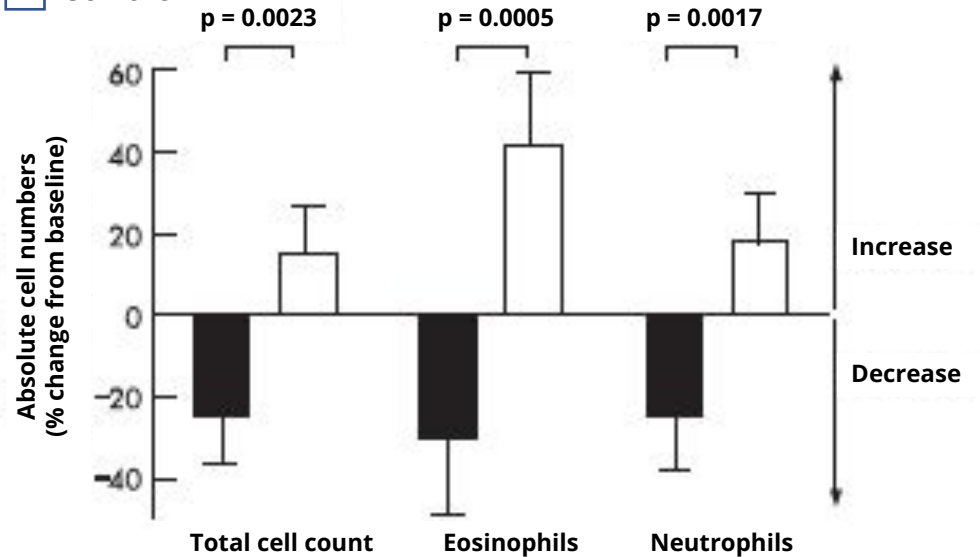 p = 0.0023
p = 0.0005
p = 0.0017
60
40
20
0
-20
-40
Absolute cell numbers
(% change from baseline)
Increase
Decrease
Total cell count
Eosinophils
Neutrophils